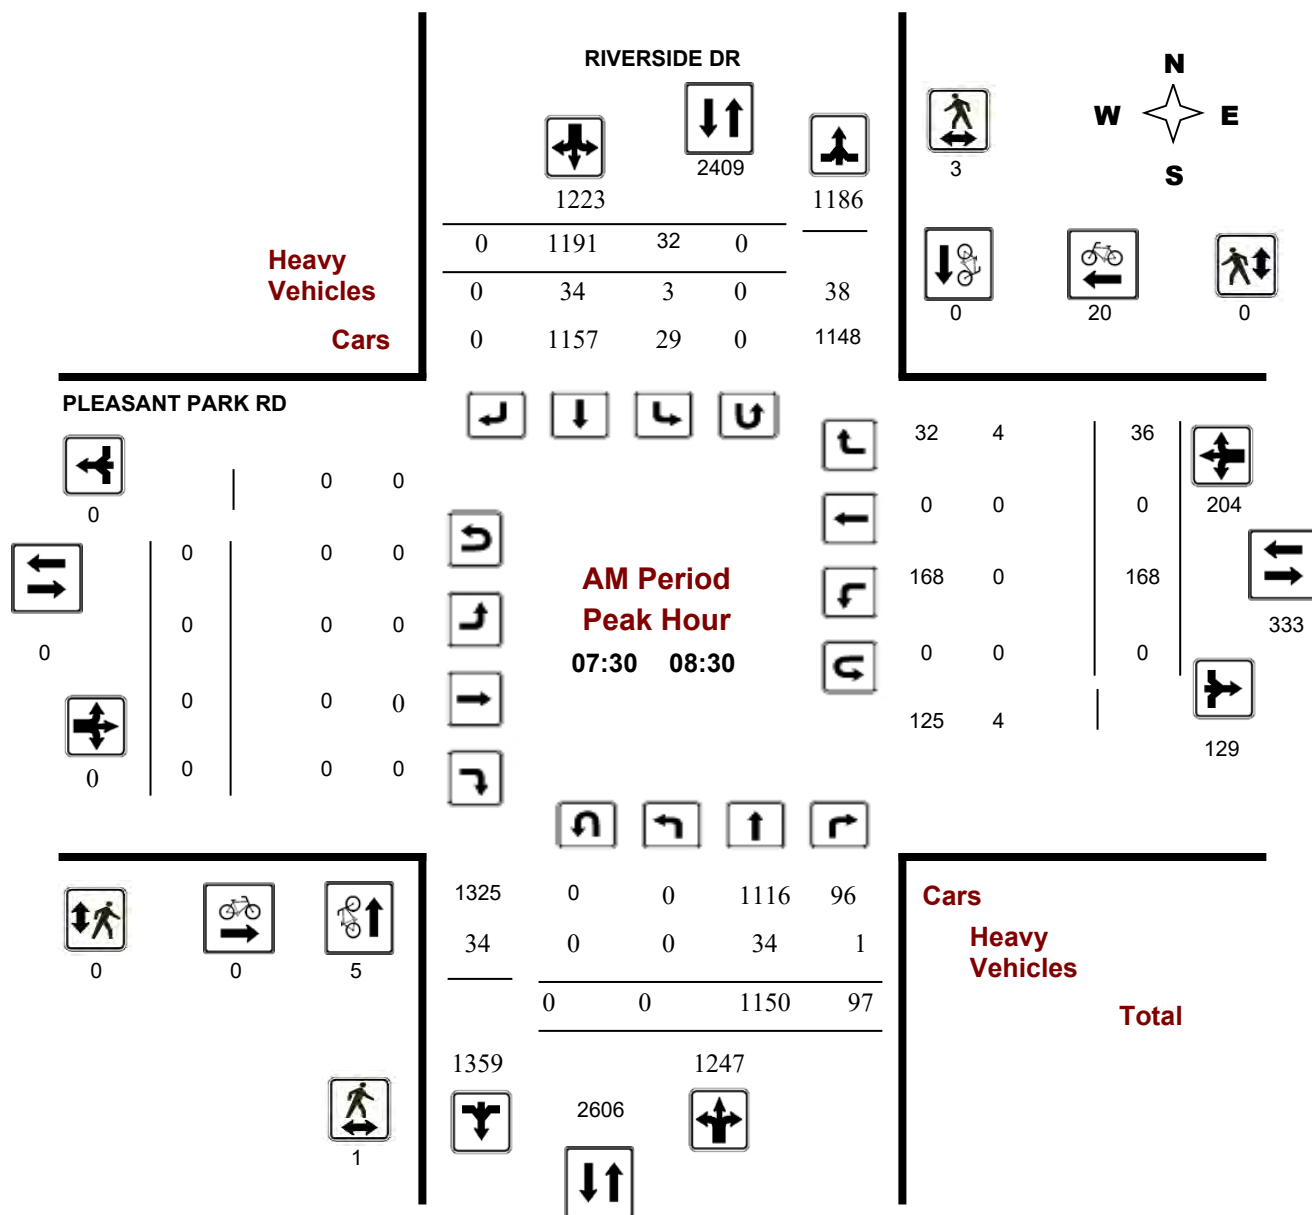 RIVERSIDE DR
N
W E
S
2409
3
1223 1186
0 1191 32 0
Heavy
Vehicles
0 34 3 0 38
0 20 0
Cars
0 1157 29 0 1148
PLEASANT PARK RD
32 4 36
0 0
0
0 0 0 204
0 0 0
AM Period
Peak Hour
07:30 08:30
168 0 168
333
0 0 0
0
0 0 0
0 0 0
125 4
129
0
0 0 0
1325 0 0 1116 96
Cars
34 0 0 34 1
Heavy
Vehicles
0 0 5
0 0 1150 97
Total
1359 1247
2606
1